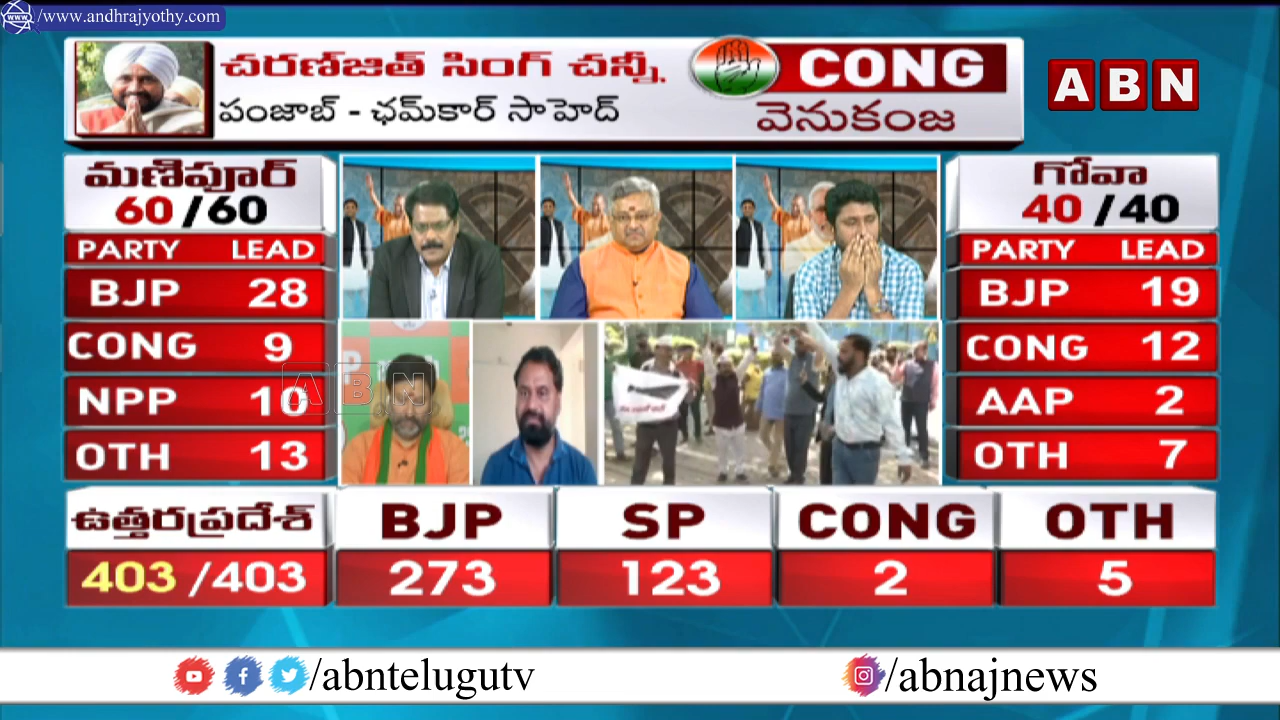 /www.andhrajyothy.com
చరణ్‌జిత్ సింగ్ చన్నీ
CONG
ABN
పంజాబ్ - ఛమ్‌కార్ సాహెద్
వెనుకంజ
మణిపూర్
60/60
PARTY LEAD
BJP 28
CONG 9
NPP 10
OTH 13
ABN
గోవా
40/40
PARTY LEAD
BJP 19
CONG 12
AAP 2
OTH 7
ఉత్తరప్రదేశ్ BJP SP CONG OTH
403/403 273 123 2 5
/abntelugutv
/abnajnews